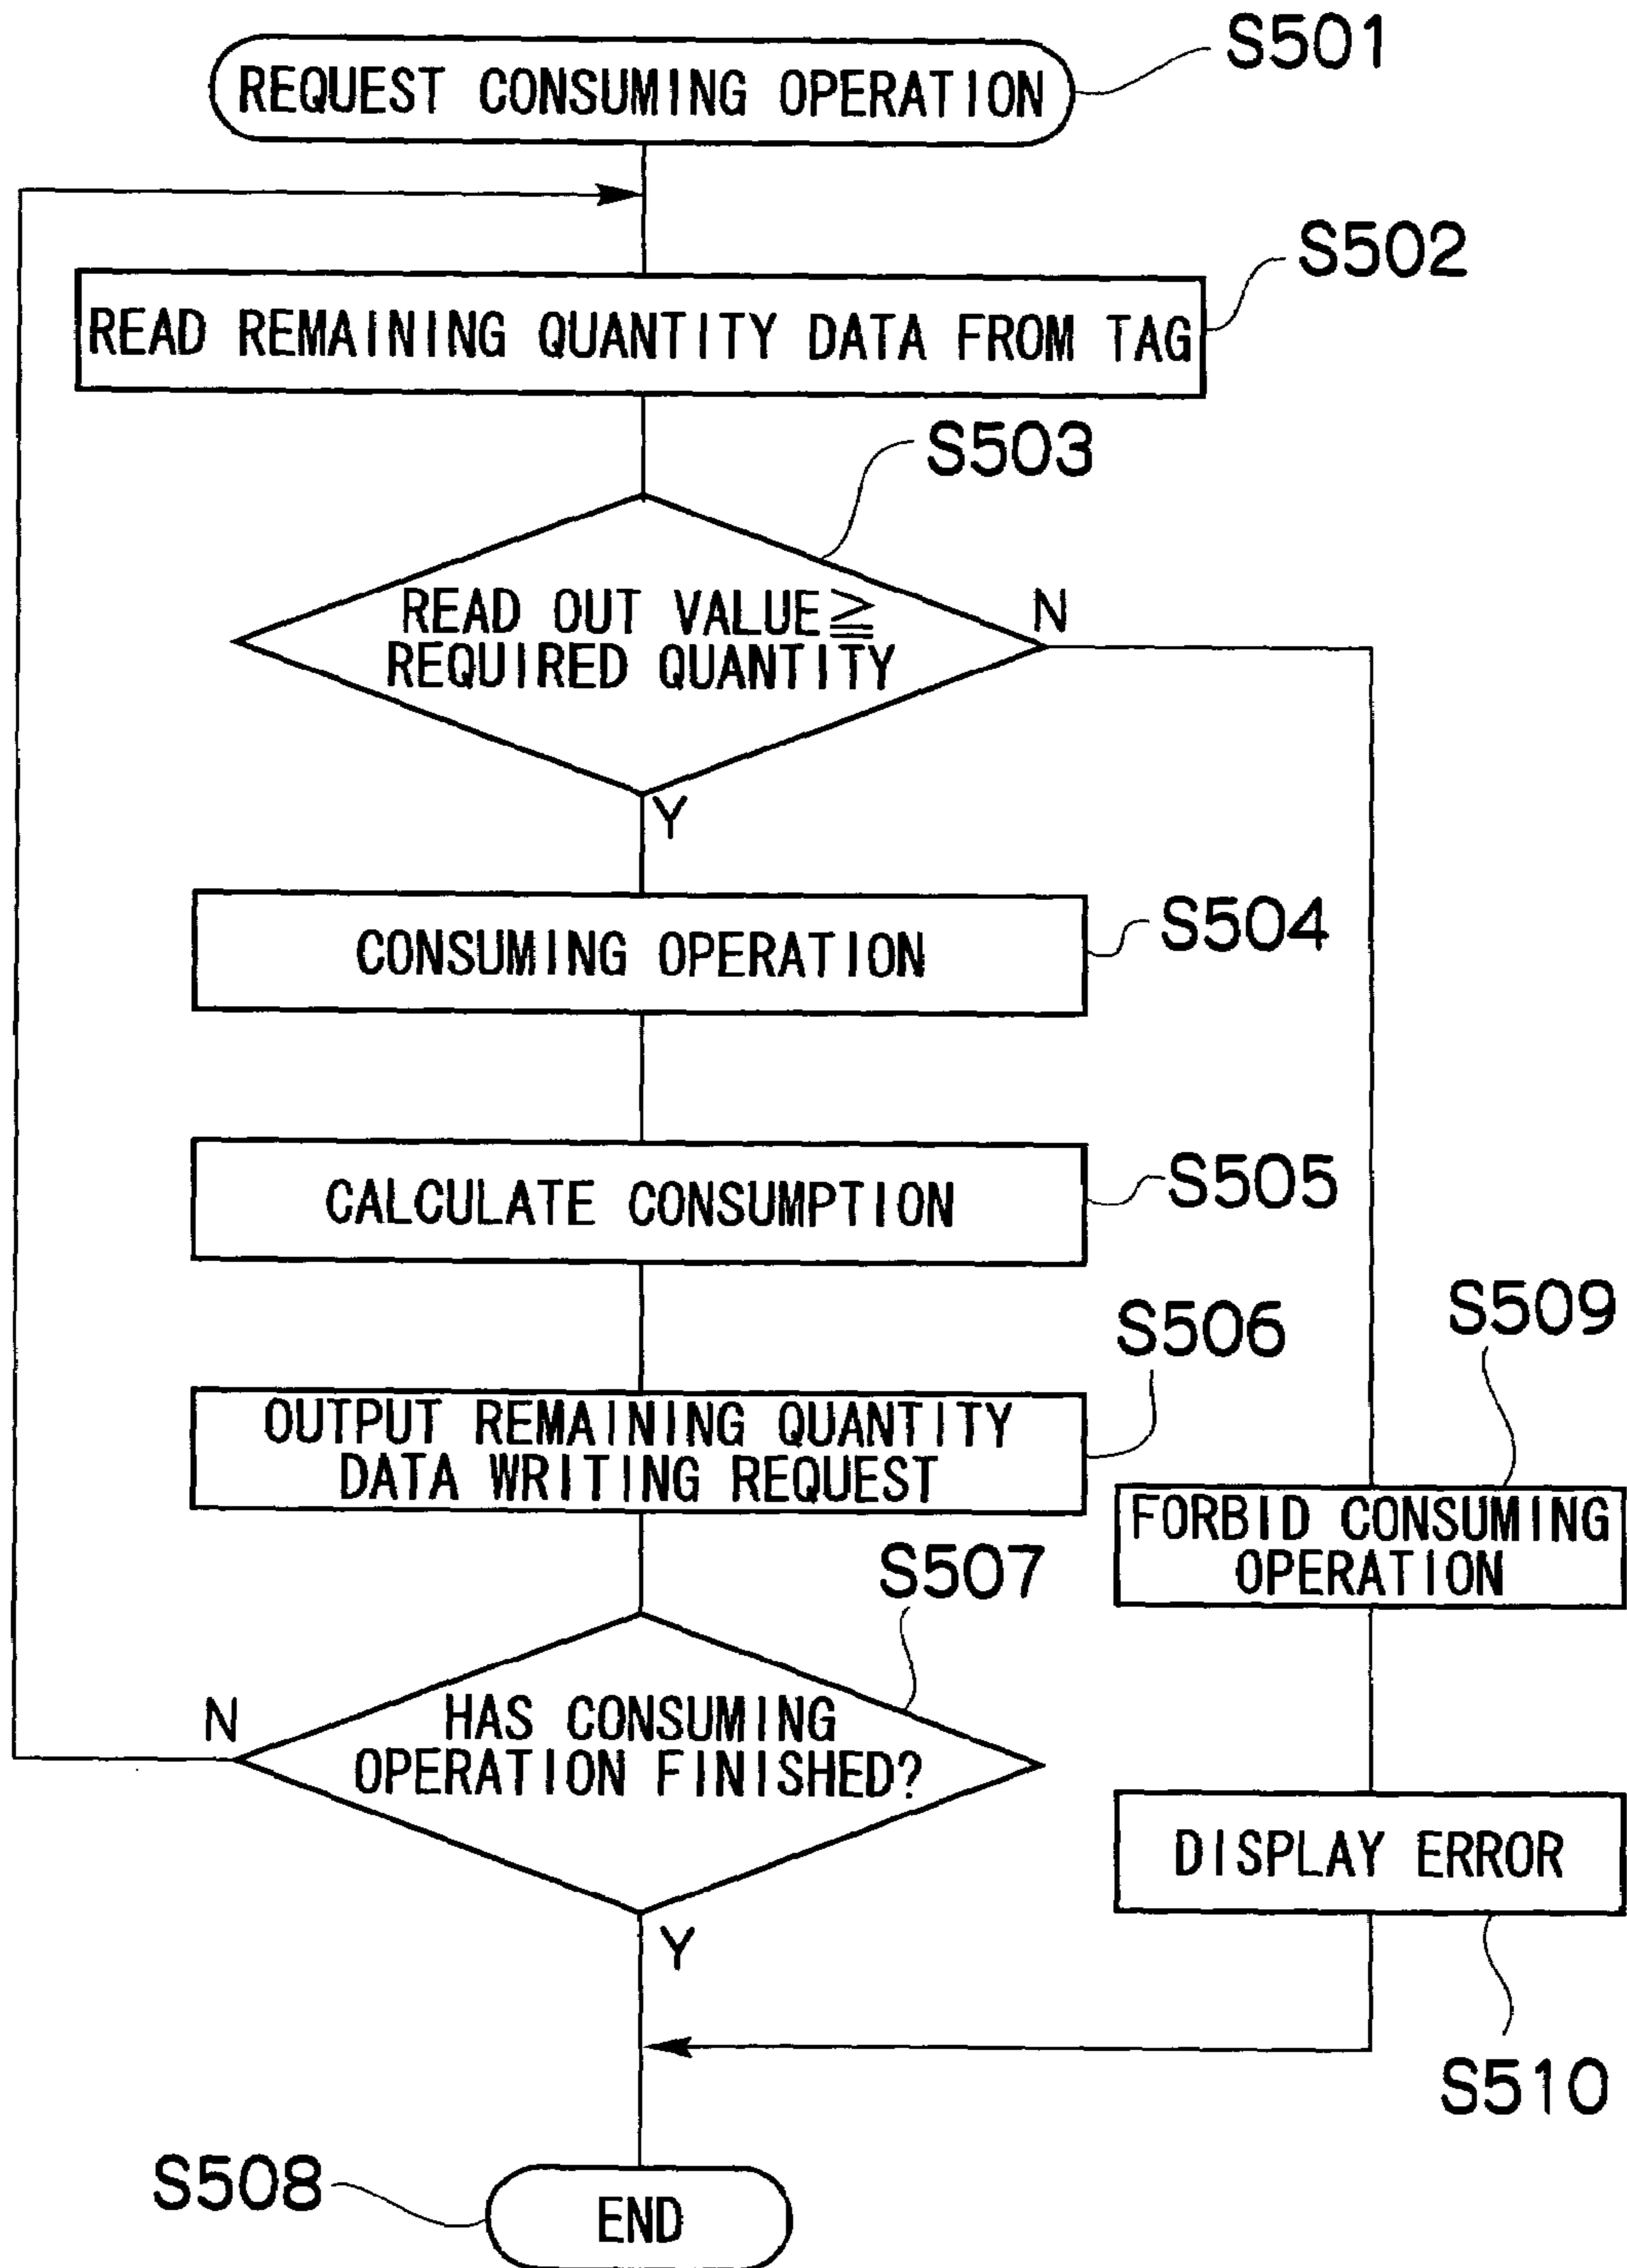 REQUEST CONSUMING OPERATION
S501
READ REMAINING QUANTITY DATA FROM TAG
S502
S503
READ OUT VALUE≧
REQUIRED QUANTITY
N
Y
CONSUMING OPERATION
S504
CALCULATE CONSUMPTION
S505
S506
OUTPUT REMAINING QUANTITY
DATA WRITING REQUEST
S509
FORBID CONSUMING
OPERATION
S507
N
HAS CONSUMING
OPERATION FINISHED?
Y
DISPLAY ERROR
S510
S508
END